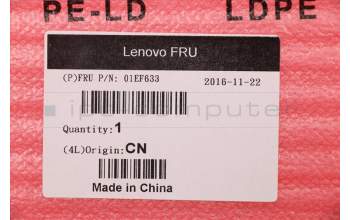 PE-LD LDPE
Lenovo FRU
(P)FRU P/N: 01EF633 2016-11-22
Quantity:1
(4L)Origin:CN
Made in China